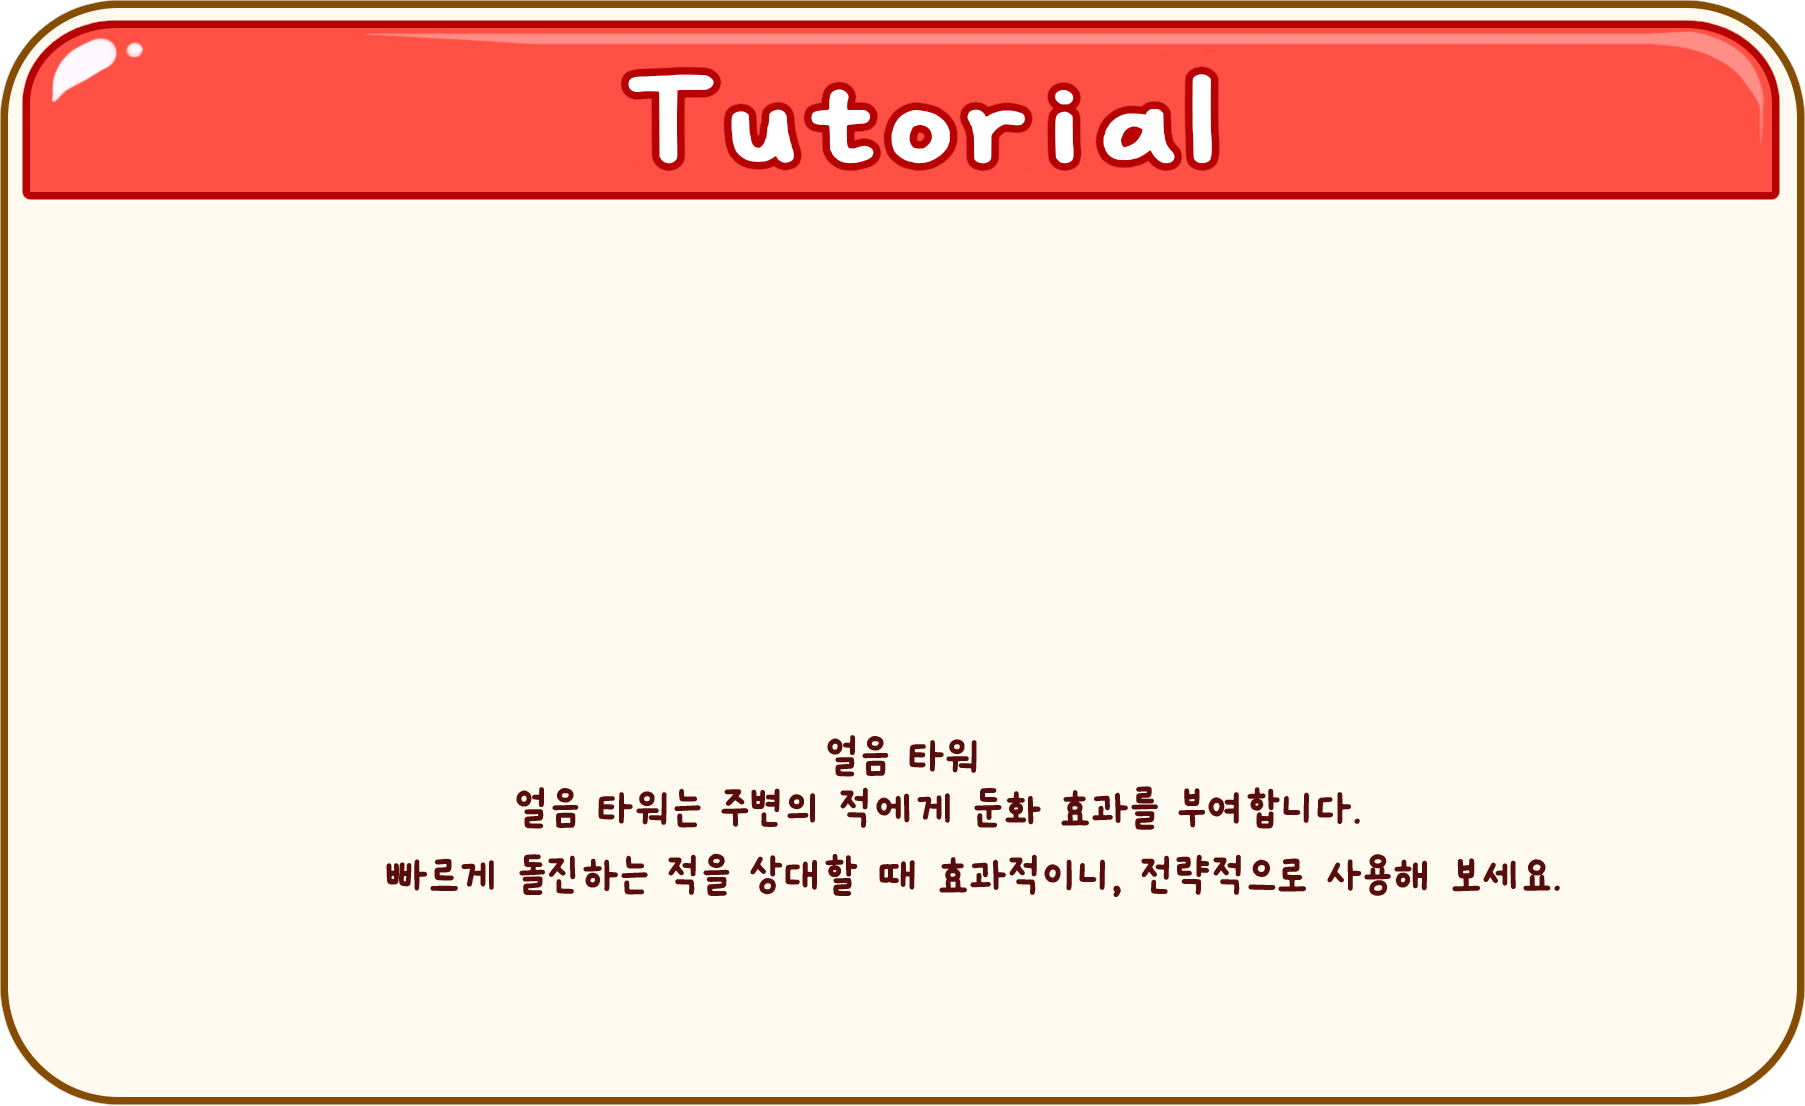 Tutorial
얼음 타워
얼음 타워는 주변의 적에게 둔화 효과를 부여합니다.
빠르게 돌진하는 적을 상대할 때 효과적이니, 전략적으로 사용해 보세요.